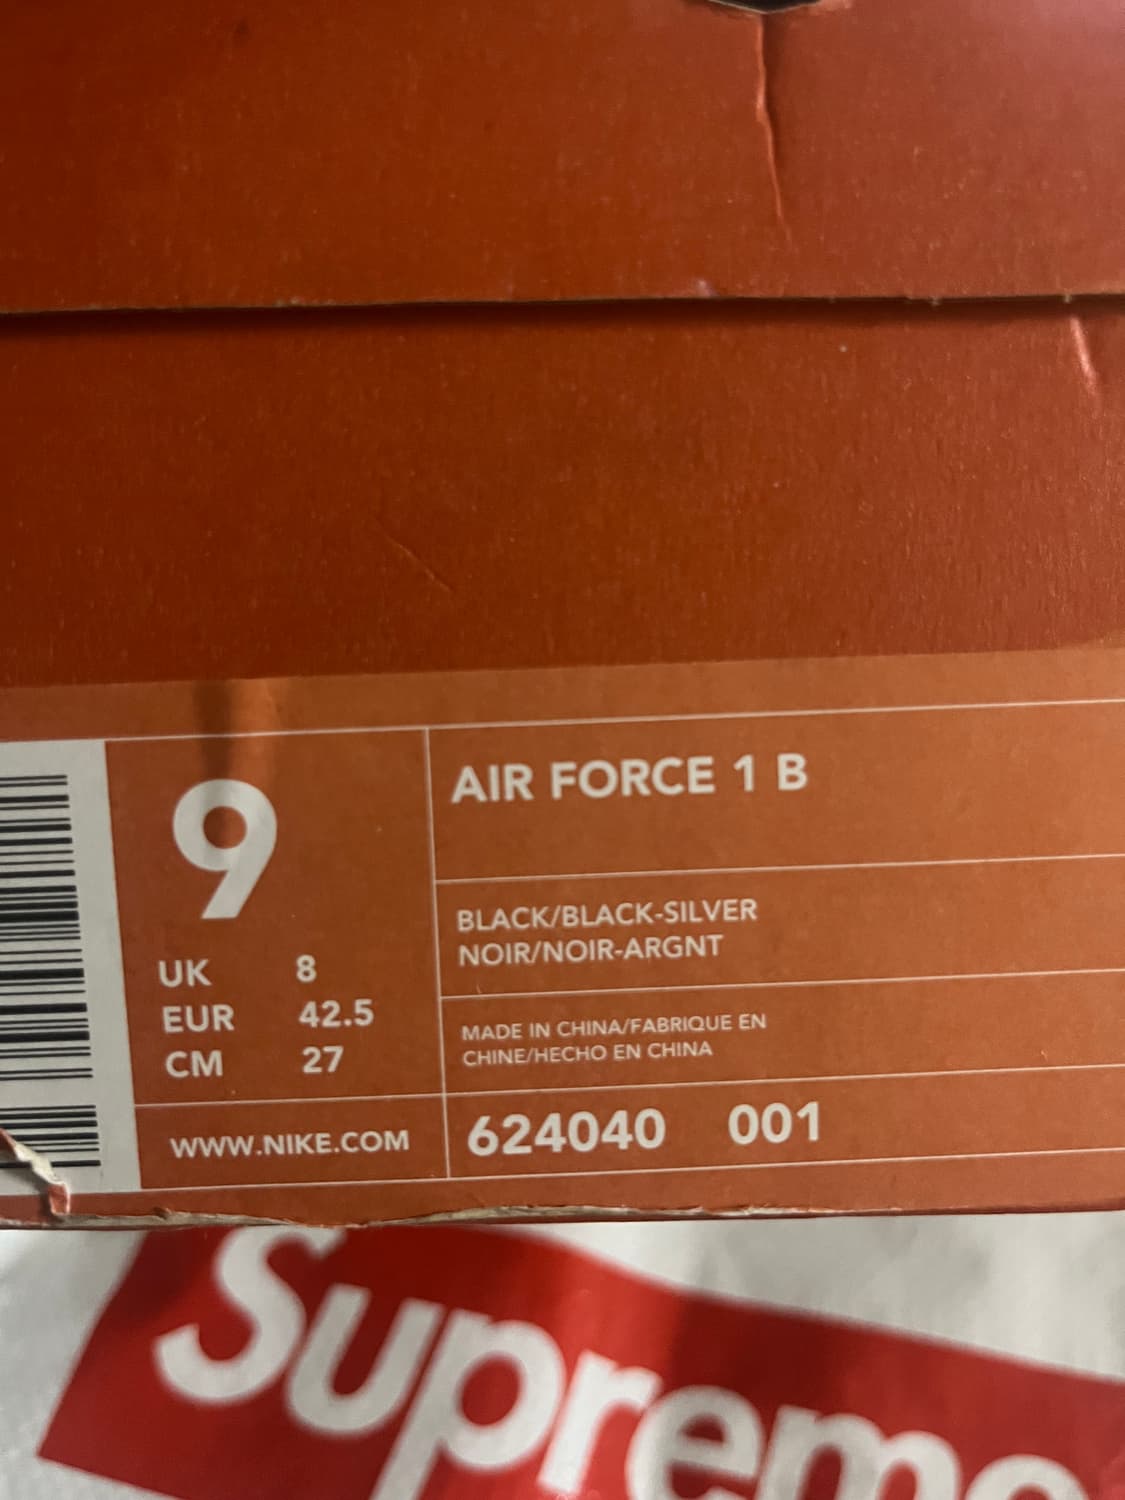 9
UK 8
EUR 42.5
CM 27
WWW.NIKE.COM
AIR FORCE 1 B
BLACK/BLACK-SILVER
NOIR/NOIR-ARGNT
MADE IN CHINA/FABRIQUE EN
CHINE/HECHO EN CHINA
624040 001
Supreme